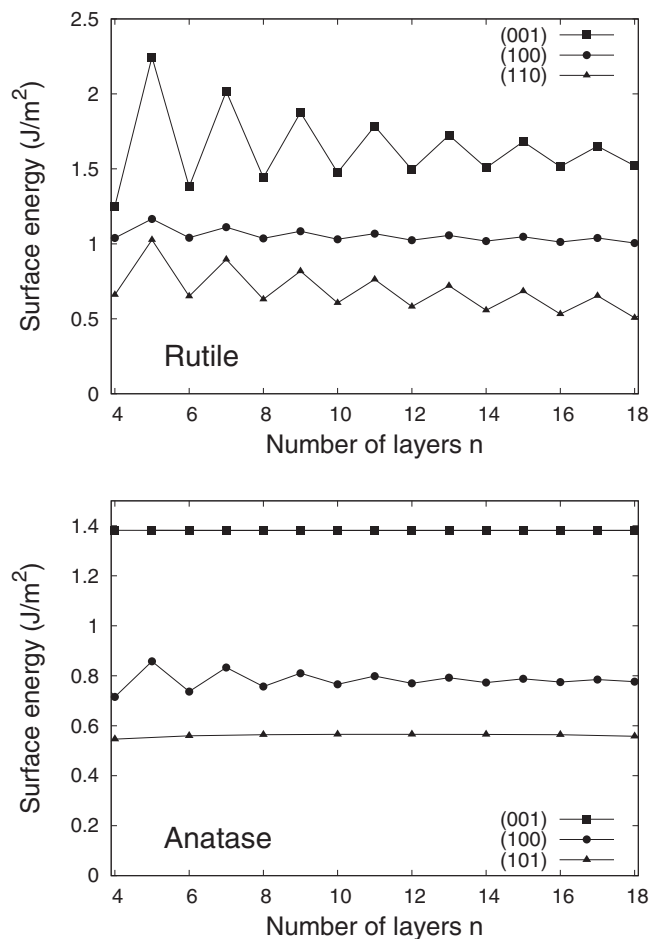 2.5
2
1.5
1
0.5
0
Surface energy (J/m²)
(001)
(100)
(110)
Rutile
4 6 8 10 12 14 16 18
Number of layers n
1.4
1.2
1
0.8
0.6
0.4
0.2
0
Surface energy (J/m²)
(001)
(100)
(101)
Anatase
4 6 8 10 12 14 16 18
Number of layers n